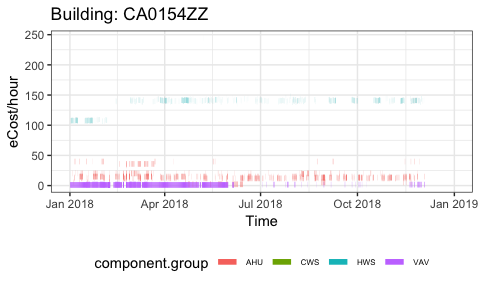 Building: CA0154ZZ
eCost/hour
250
200
150
100
50
0
Jan 2018 Apr 2018 Jul 2018 Oct 2018 Jan 2019
Time
component.group AHU CWS HWS VAV